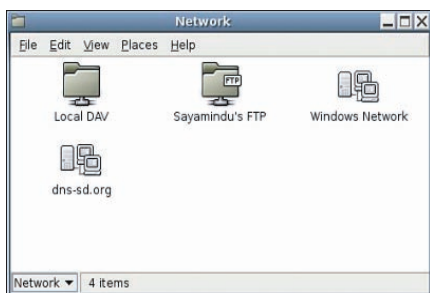 Network
File Edit View Places Help
FTP
Local DAV Sayamindu's FTP Windows Network
dns-sd.org
Network 4 items